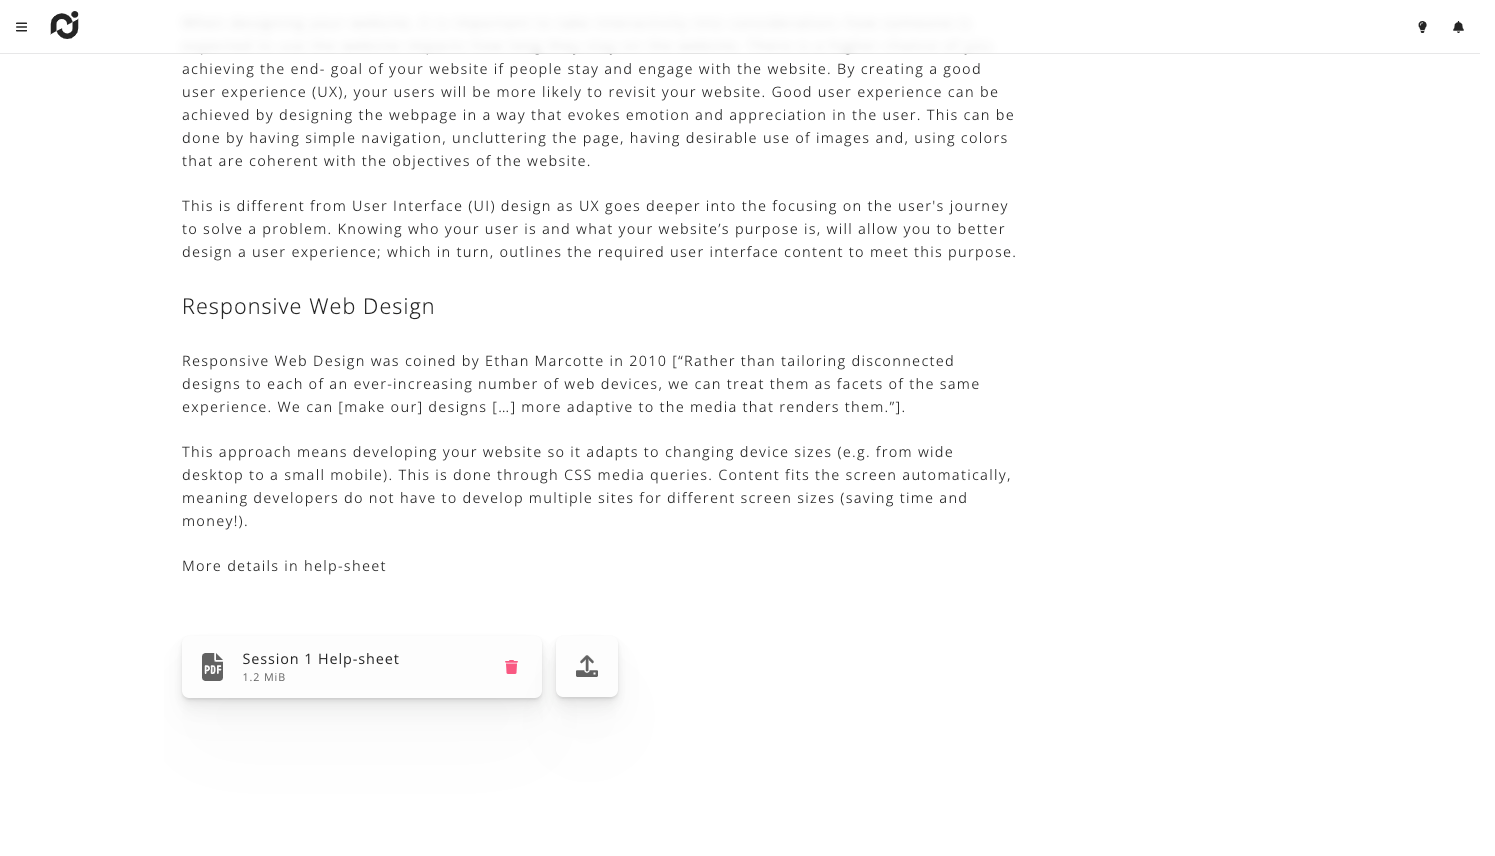 achieving the end- goal of your website if people stay and engage with the website. By creating a good
user experience (UX), your users will be more likely to revisit your website. Good user experience can be
achieved by designing the webpage in a way that evokes emotion and appreciation in the user. This can be
done by having simple navigation, uncluttering the page, having desirable use of images and, using colors
that are coherent with the objectives of the website.
This is different from User Interface (UI) design as UX goes deeper into the focusing on the user's journey
to solve a problem. Knowing who your user is and what your website’s purpose is, will allow you to better
design a user experience; which in turn, outlines the required user interface content to meet this purpose.
Responsive Web Design
Responsive Web Design was coined by Ethan Marcotte in 2010 [“Rather than tailoring disconnected
designs to each of an ever-increasing number of web devices, we can treat them as facets of the same
experience. We can [make our] designs […] more adaptive to the media that renders them.”].
This approach means developing your website so it adapts to changing device sizes (e.g. from wide
desktop to a small mobile). This is done through CSS media queries. Content fits the screen automatically,
meaning developers do not have to develop multiple sites for different screen sizes (saving time and
money!).
More details in help-sheet
PDF
Session 1 Help-sheet
1.2 MiB